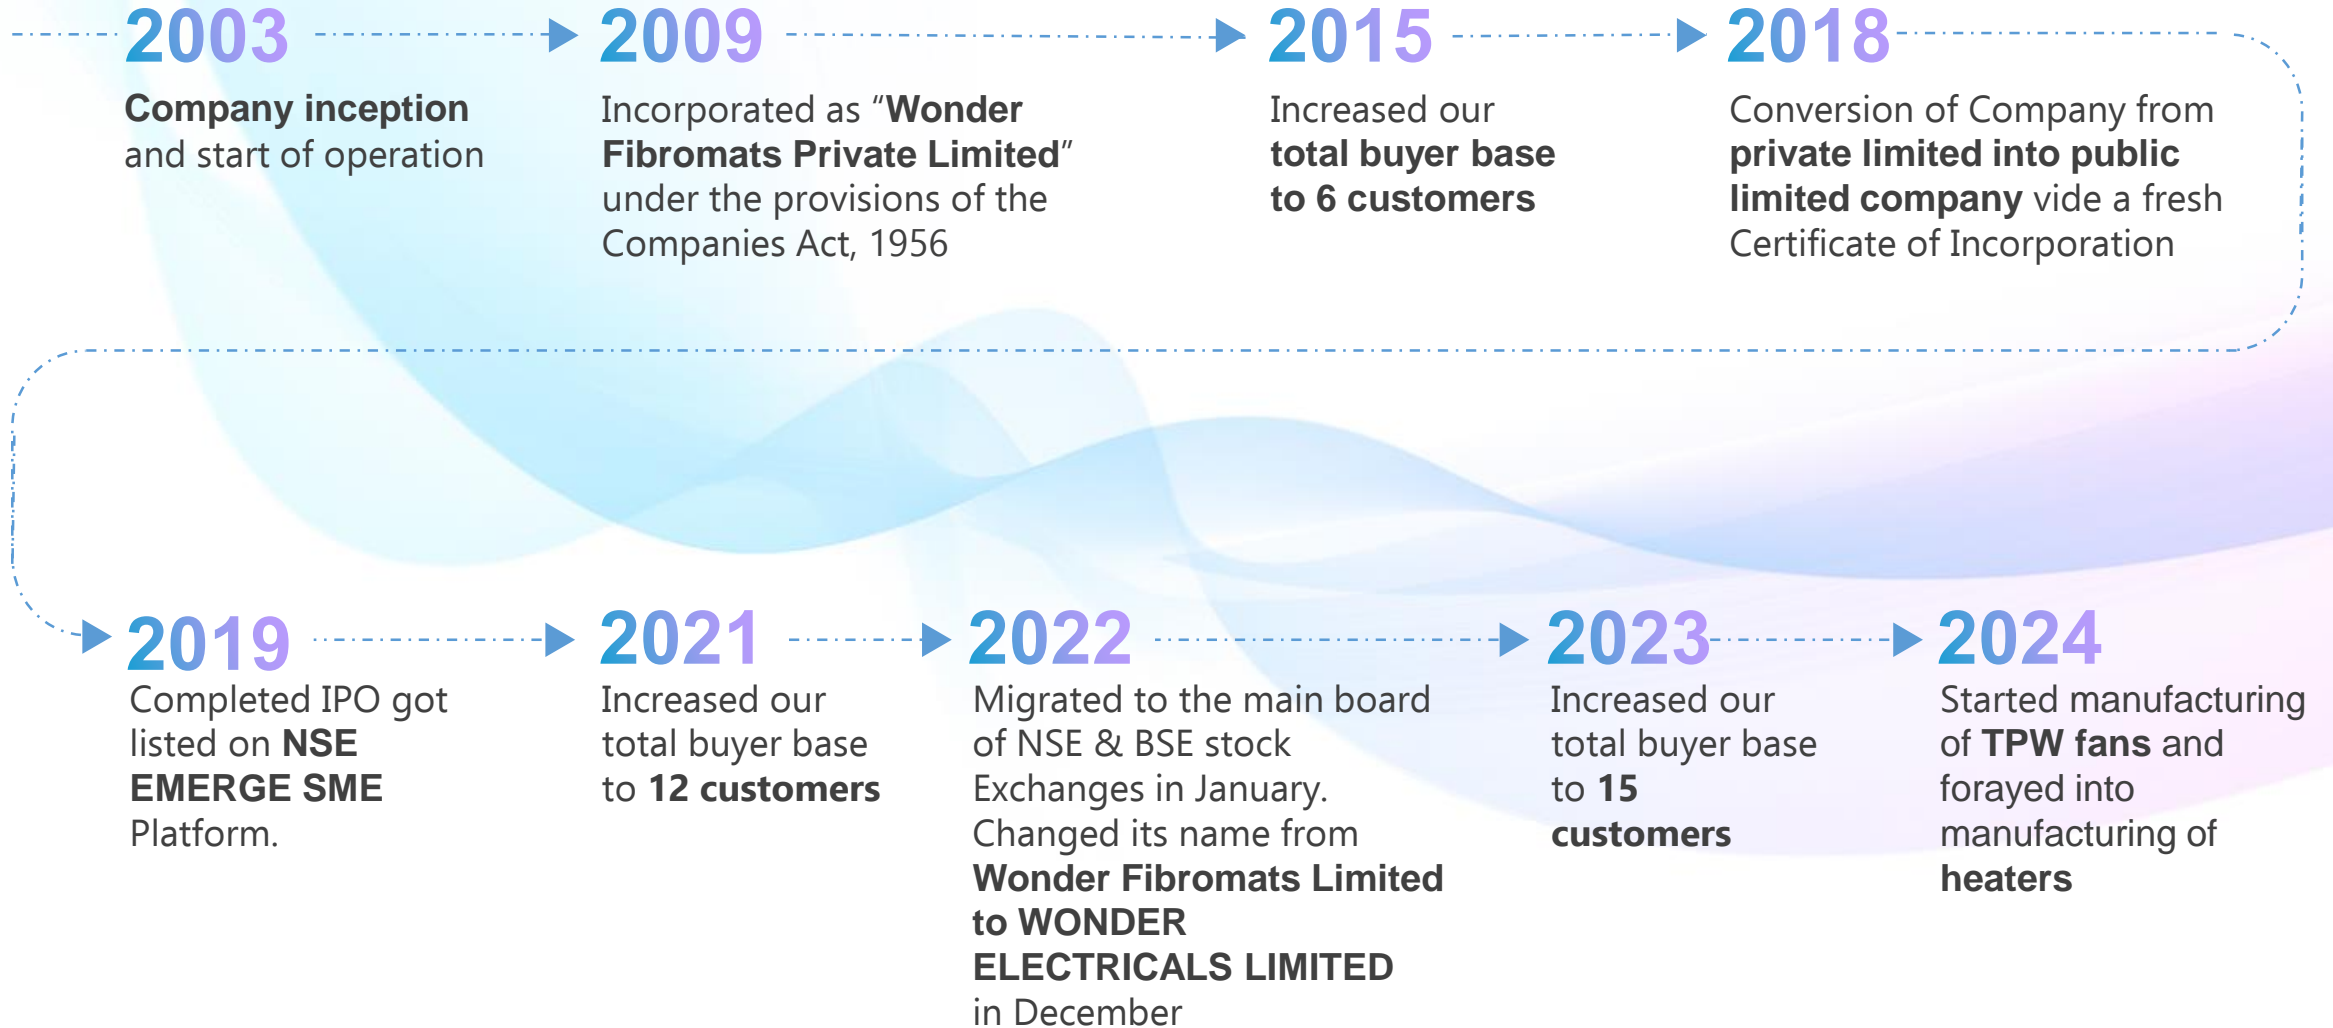 2003
Company inception
and start of operation
2009
Incorporated as “Wonder
Fibromats Private Limited”
under the provisions of the
Companies Act, 1956
2015
Increased our
total buyer base
to 6 customers
2018
Conversion of Company from
private limited into public
limited company vide a fresh
Certificate of Incorporation
2019
Completed IPO got
listed on NSE
EMERGE SME
Platform.
2021
Increased our
total buyer base
to 12 customers
2022
Migrated to the main board
of NSE & BSE stock
Exchanges in January.
Changed its name from
Wonder Fibromats Limited
to WONDER
ELECTRICALS LIMITED
in December
2023
Increased our
total buyer base
to 15
customers
2024
Started manufacturing
of TPW fans and
forayed into
manufacturing of
heaters